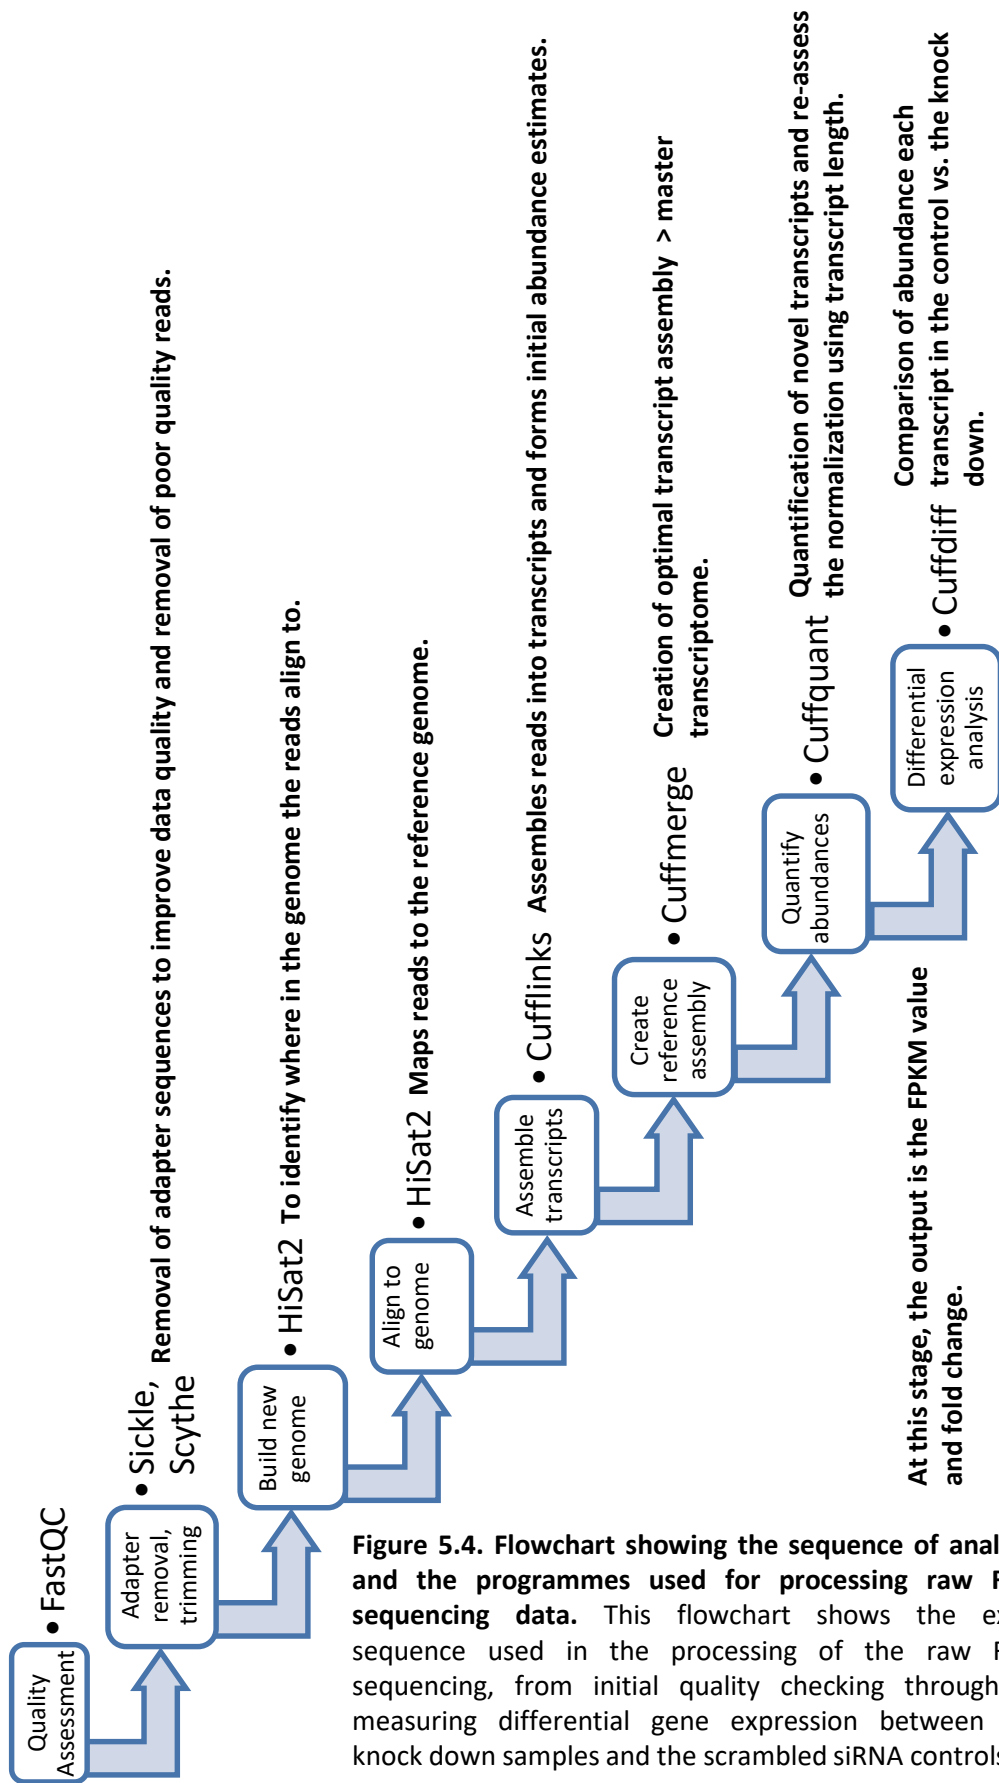 Quality
Assessment
• FastQC
Adapter
removal,
trimming
• Sickle,
Scythe
Removal of adapter sequences to improve data quality and removal of poor quality reads.
Build new
genome
• HiSat2
To identify where in the genome the reads align to.
Align to
genome
• HiSat2
Maps reads to the reference genome.
Assemble
transcripts
• Cufflinks
Assembles reads into transcripts and forms initial abundance estimates.
Create
reference
assembly
• Cuffmerge
Creation of optimal transcript assembly > master
transcriptome.
Quantify
abundances
• Cuffquant
Quantification of novel transcripts and re-assess
the normalization using transcript length.
Differential
expression
analysis
• Cuffdiff
Comparison of abundance each
transcript in the control vs. the knock
down.
At this stage, the output is the FPKM value
and fold change.
Figure 5.4. Flowchart showing the sequence of
and the programmes used for processing raw
sequencing data. This flowchart shows the
sequence used in the processing of the raw
sequencing, from initial quality checking through
measuring differential gene expression between
knock down samples and the scrambled siRNA controls